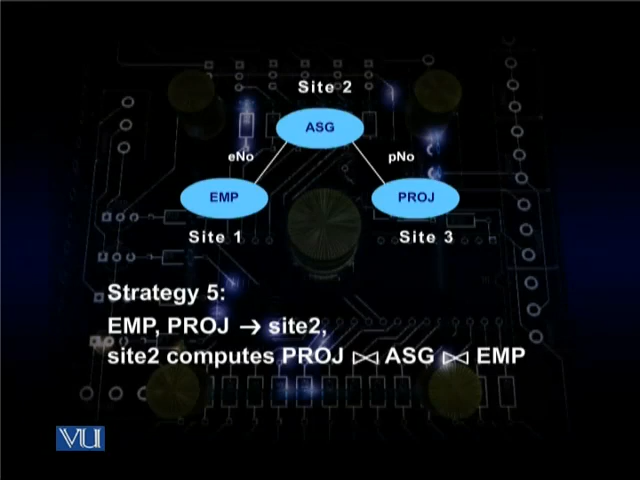 Site 2
ASG
eNo
pNo
EMP
PROJ
Site 1
Site 3
Strategy 5:
EMP, PROJ → site2,
site2 computes PROJ ⋈ ASG ⋈ EMP
VU